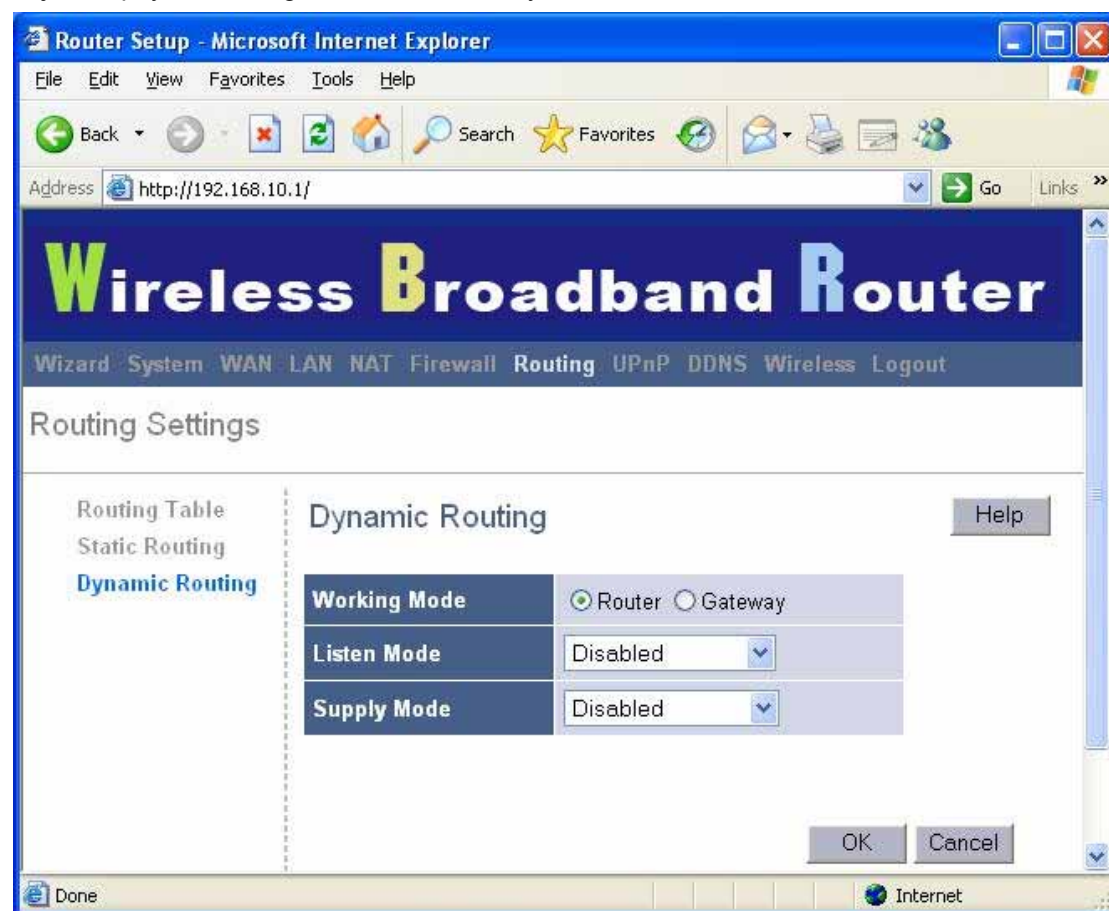 Router Setup - Microsoft Internet Explorer
File Edit View Favorites Tools Help
Back Search Favorites
Address http://192.168.10.1/ Go Links »
Wireless Broadband Router
Wizard System WAN LAN NAT Firewall Routing UPnP DDNS Wireless Logout
Routing Settings
Routing Table
Static Routing
Dynamic Routing
Dynamic Routing Help
Working Mode Router Gateway
Listen Mode Disabled
Supply Mode Disabled
OK Cancel
Done Internet